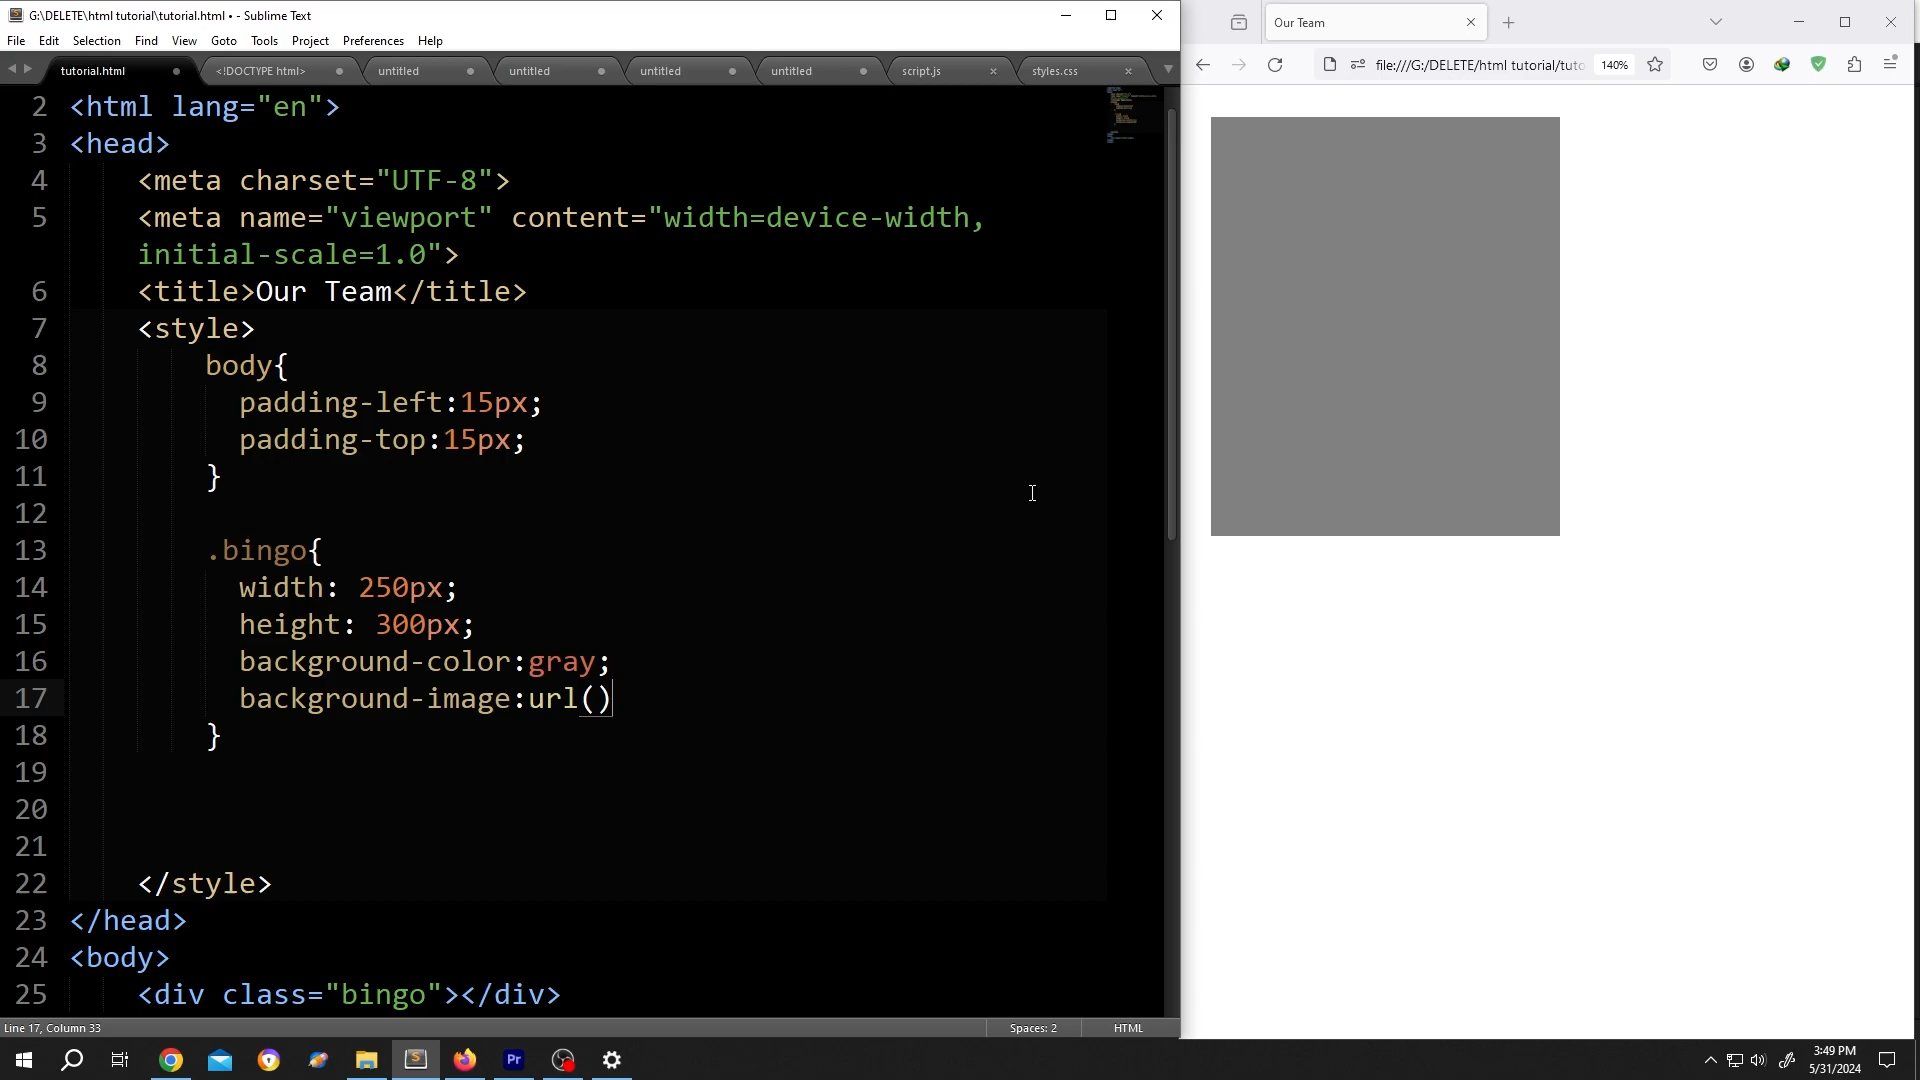 G:\DELETE\html tutorial\tutorial.html • - Sublime Text
File Edit Selection Find View Goto Tools Project Preferences Help
tutorial.html <!DOCTYPE html> untitled untitled untitled untitled script.js styles.css
2 <html lang="en">
3 <head>
4 <meta charset="UTF-8">
5 <meta name="viewport" content="width=device-width,
initial-scale=1.0">
6 <title>Our Team</title>
7 <style>
8 body{
9 padding-left:15px;
10 padding-top:15px;
11 }
12
13 .bingo{
14 width: 250px;
15 height: 300px;
16 background-color:gray;
17 background-image:url()
18 }
19
20
21
22 </style>
23 </head>
24 <body>
25 <div class="bingo"></div>
Line 17, Column 33 Spaces: 2 HTML
Our Team
file:///G:/DELETE/html tutorial/tuto 140%
S Pr
3:49 PM
5/31/2024